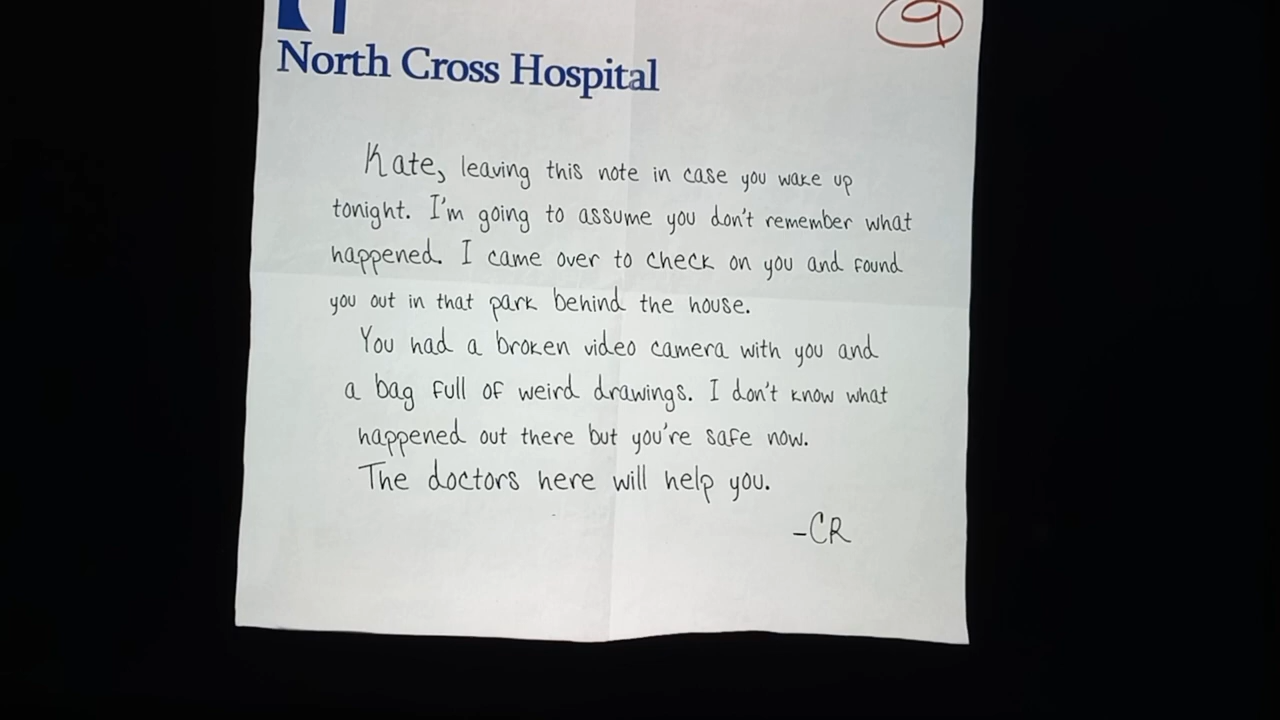 9
North Cross Hospital
Kate, leaving this note in case you wake up
tonight. I'm going to assume you don't remember what
happened. I came over to check on you and found
you out in that park behind the house.
You had a broken video camera with you and
a bag full of weird drawings. I don't know what
happened out there but you're safe now.
The doctors here will help you.
-CR